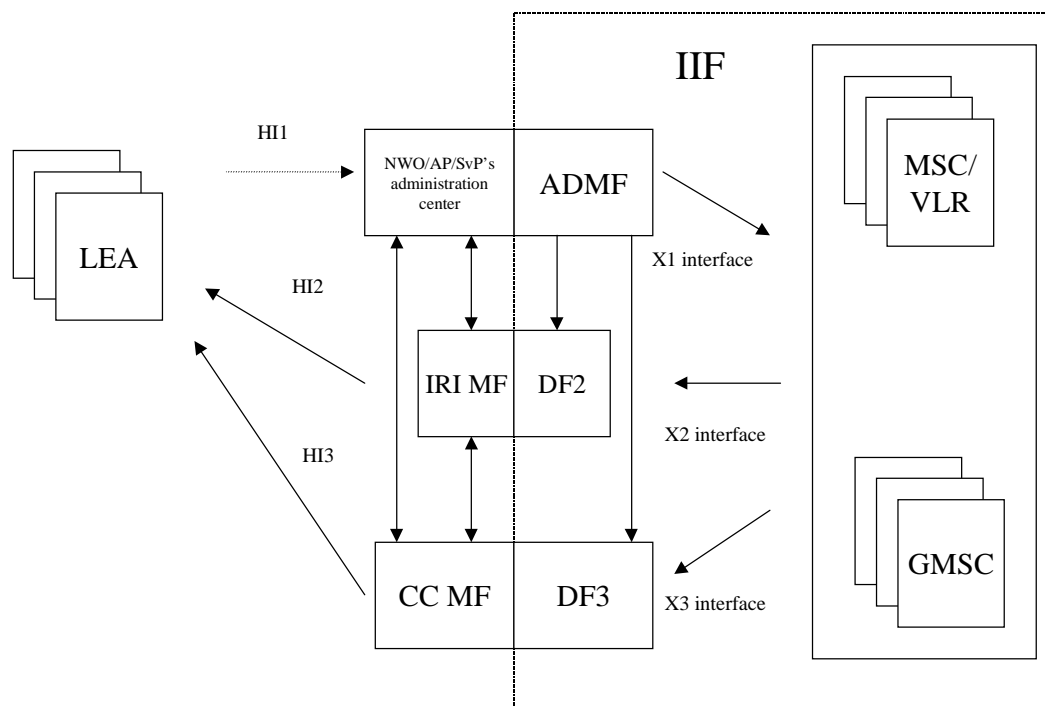 IIF
HI1
NWO/AP/SvP's
administration
center
ADMF
MSC/
VLR
LEA
X1 interface
HI2
IRI MF
DF2
X2 interface
HI3
GMSC
CC MF
DF3
X3 interface